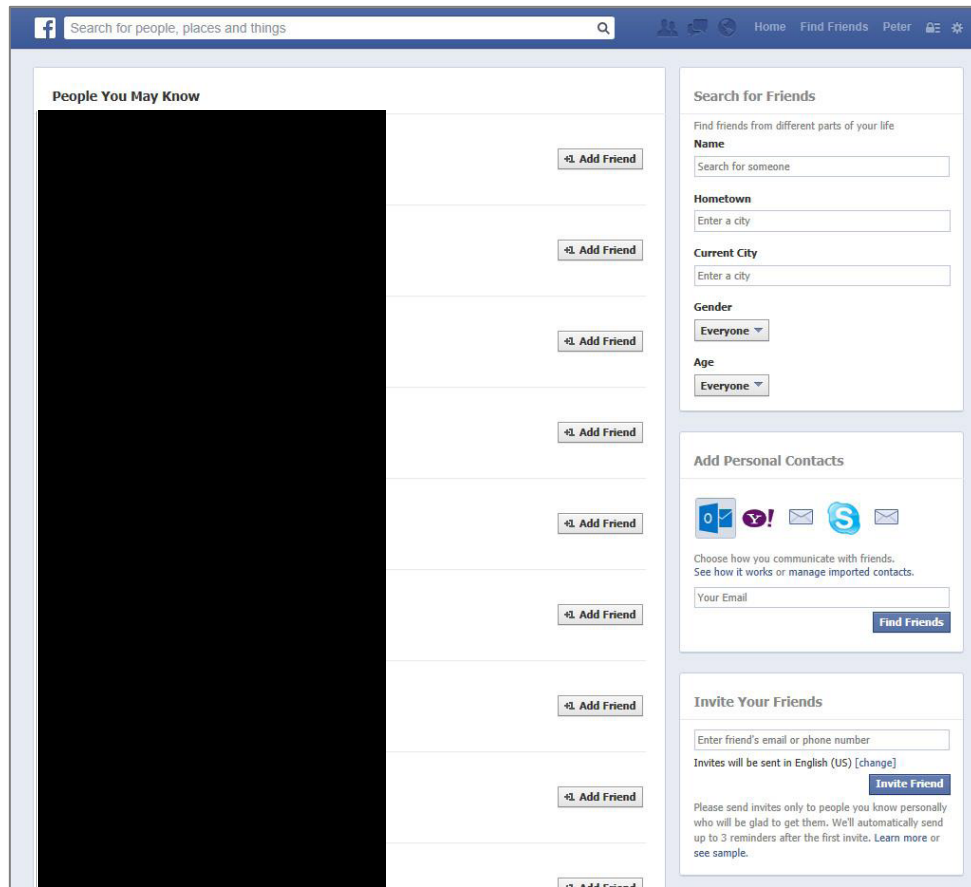 Search for people, places and things
Home Find Friends Peter
People You May Know
+1 Add Friend
+1 Add Friend
+1 Add Friend
+1 Add Friend
+1 Add Friend
+1 Add Friend
+1 Add Friend
+1 Add Friend
+1 Add Friend
Search for Friends
Find friends from different parts of your life
Name
Search for someone
Hometown
Enter a city
Current City
Enter a city
Gender
Everyone
Age
Everyone
Add Personal Contacts
Choose how you communicate with friends.
See how it works or manage imported contacts.
Your Email
Find Friends
Invite Your Friends
Enter friend's email or phone number
Invites will be sent in English (US) [change]
Invite Friend
Please send invites only to people you know personally
who will be glad to get them. We'll automatically send
up to 3 reminders after the first invite. Learn more or
see sample.